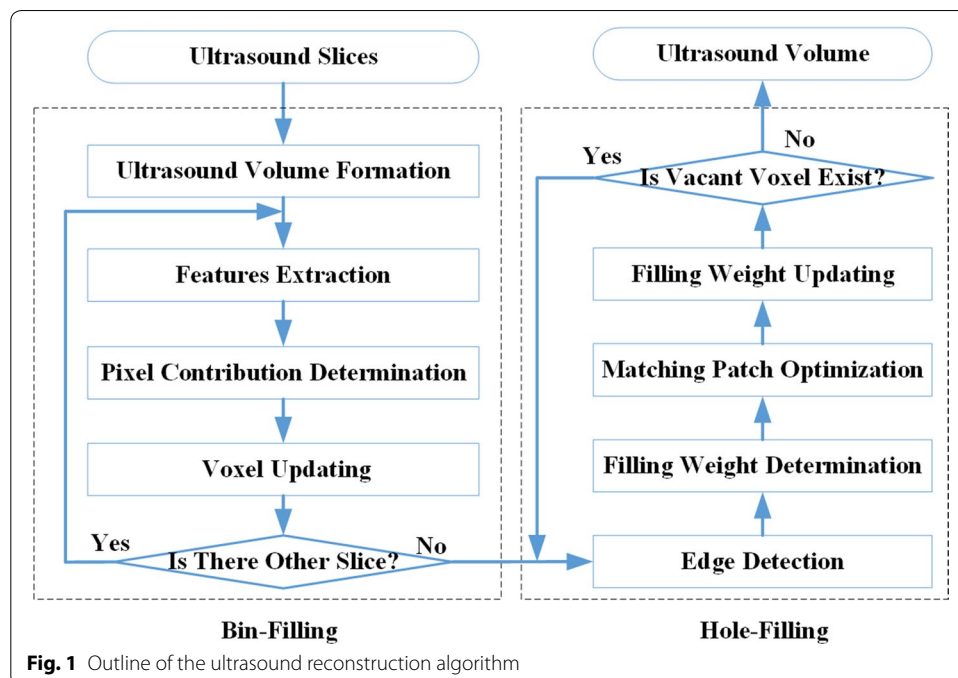 Ultrasound Slices
Ultrasound Volume Formation
Features Extraction
Pixel Contribution Determination
Voxel Updating
Yes
Is There Other Slice?
No
Bin-Filling
Ultrasound Volume
No
Yes
Is Vacant Voxel Exist?
Filling Weight Updating
Matching Patch Optimization
Filling Weight Determination
Edge Detection
Hole-Filling
Fig. 1 Outline of the ultrasound reconstruction algorithm